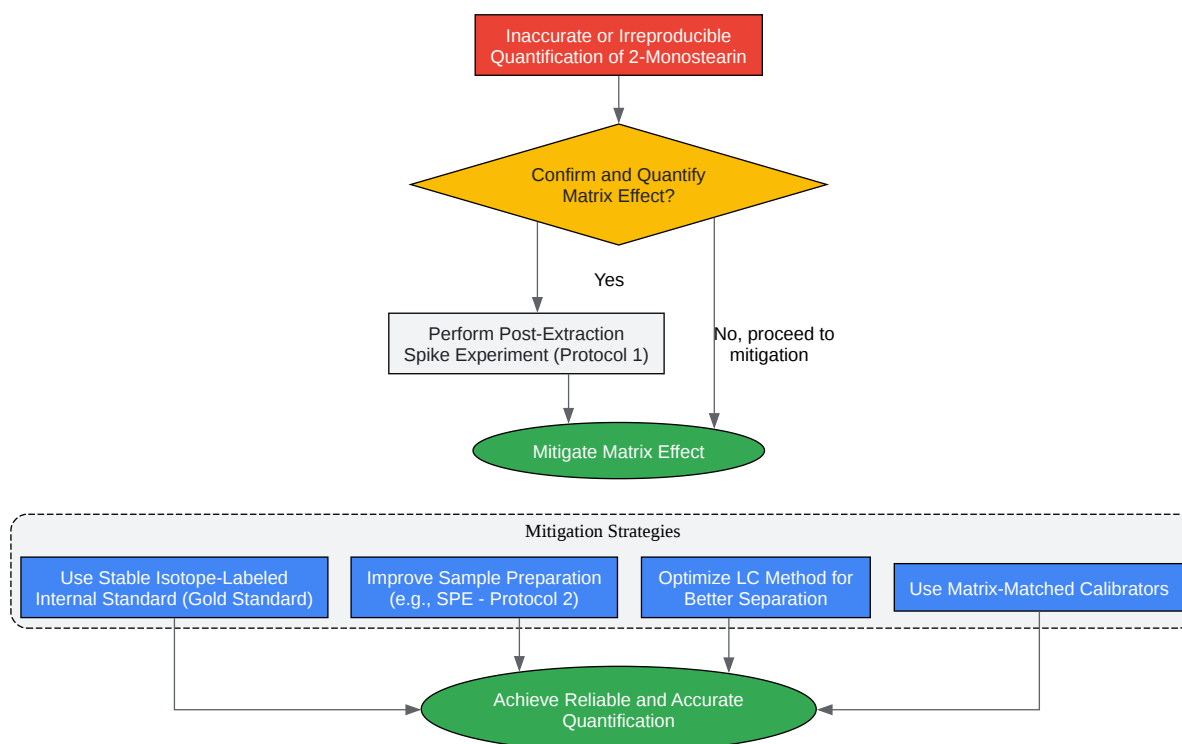 Inaccurate or Irreproducible
Quantification of 2-Monostearin
Confirm and Quantify
Matrix Effect?
Yes
Perform Post-Extraction
Spike Experiment (Protocol 1)
No, proceed to
mitigation
Mitigate Matrix Effect
Mitigation Strategies
Use Stable Isotope-Labeled
Internal Standard (Gold Standard)
Improve Sample Preparation
(e.g., SPE - Protocol 2)
Optimize LC Method for
Better Separation
Use Matrix-Matched Calibrators
Achieve Reliable and Accurate
Quantification